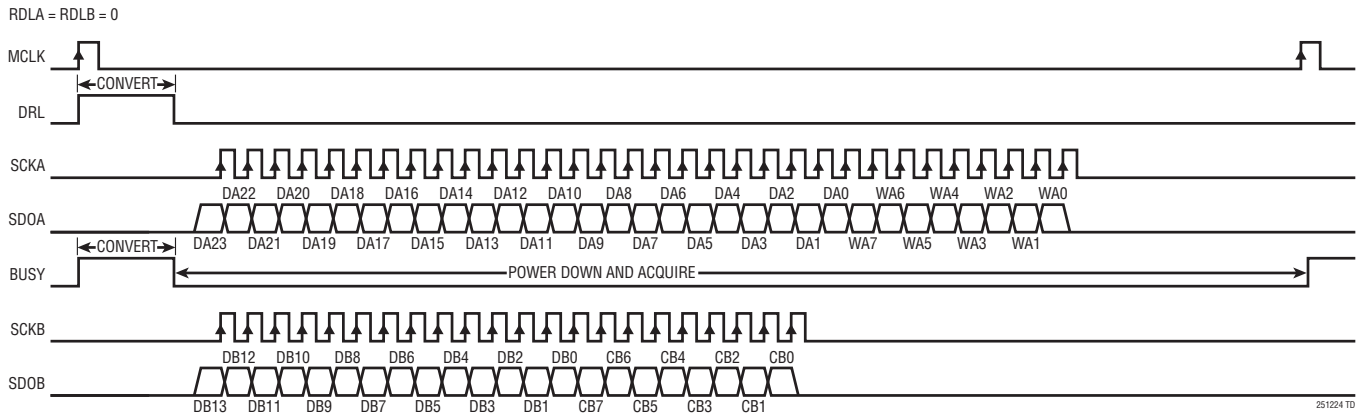 RDLA = RDLB = 0
MCLK
CONVERT
DRL
SCKA
DA22 DA20 DA18 DA16 DA14 DA12 DA10 DA8 DA6 DA4 DA2 DA0 WA6 WA4 WA2 WA0
SDOA
DA23 DA21 DA19 DA17 DA15 DA13 DA11 DA9 DA7 DA5 DA3 DA1 WA7 WA5 WA3 WA1
CONVERT
BUSY POWER DOWN AND ACQUIRE
SCKB
DB12 DB10 DB8 DB6 DB4 DB2 DB0 CB6 CB4 CB2 CB0
SDOB
DB13 DB11 DB9 DB7 DB5 DB3 DB1 CB7 CB5 CB3 CB1
251224 TD